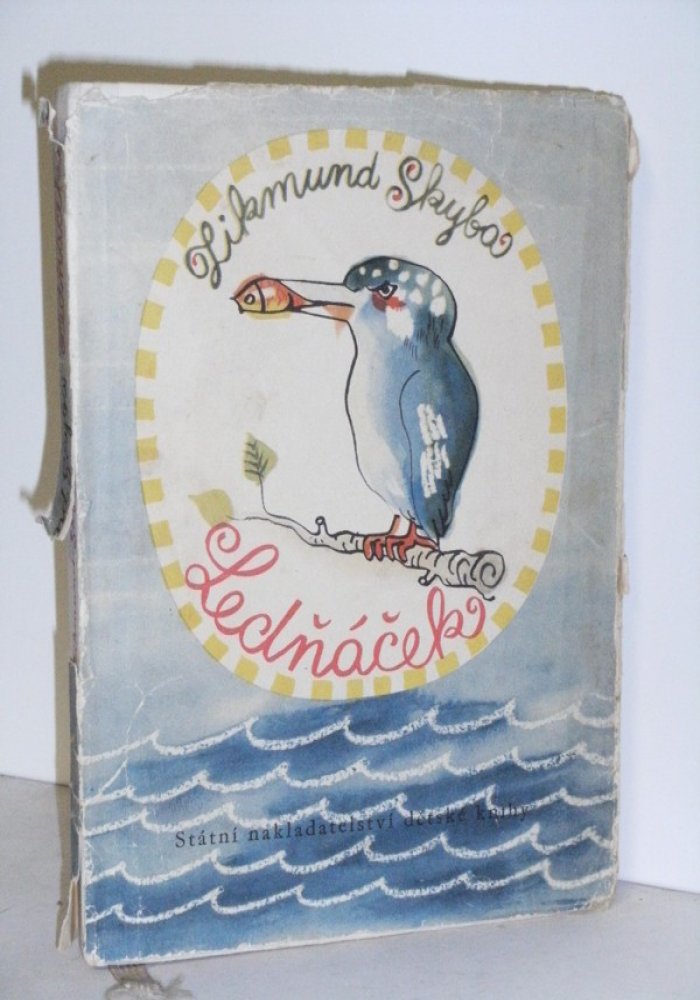 Zikmund Skyba
Ledňáček
Státní nakladatelství dětské knihy